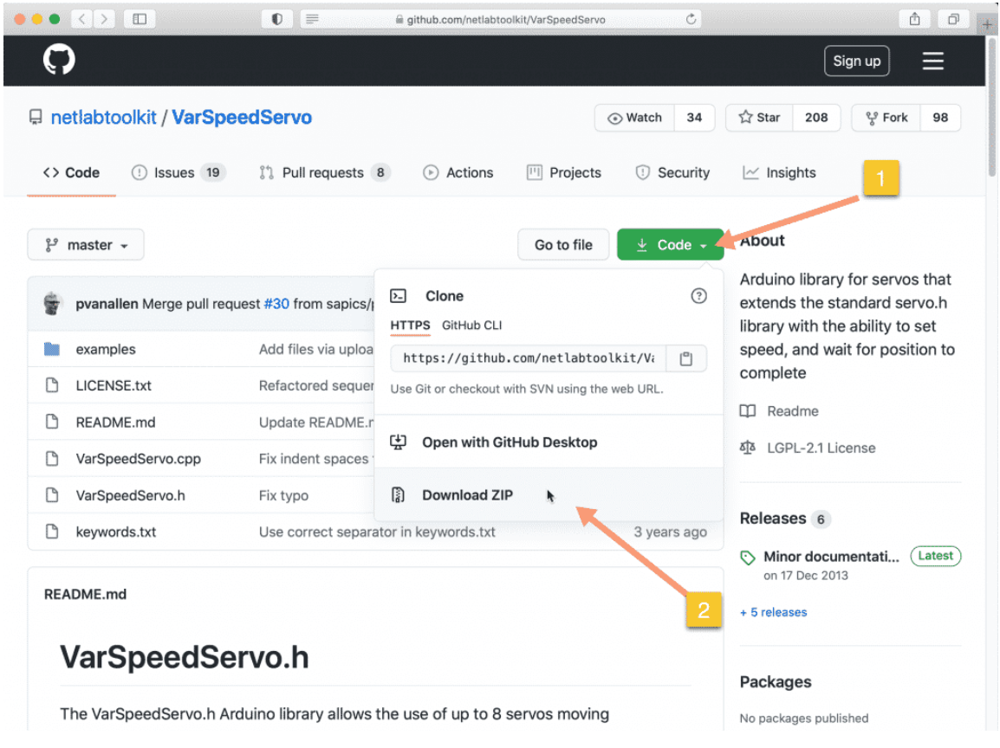 github.com/netlabtoolkit/VarSpeedServo
Sign up
netlabtoolkit / VarSpeedServo
Watch 34
Star 208
Fork 98
<> Code
Issues 19
Pull requests 8
Actions
Projects
Security
Insights
1
master
Go to file
Code
pvanallen Merge pull request #30 from sapics/
examples Add files via uploa
LICENSE.txt Refactored sequer
README.md Update README.
VarSpeedServo.cpp Fix indent spaces
VarSpeedServo.h Fix typo
keywords.txt Use correct separator in keywords.txt 3 years ago
Clone
HTTPS GitHub CLI
https://github.com/netlabtoolkit/Va
Use Git or checkout with SVN using the web URL.
Open with GitHub Desktop
Download ZIP
2
README.md
VarSpeedServo.h
The VarSpeedServo.h Arduino library allows the use of up to 8 servos moving
About
Arduino library for servos that
extends the standard servo.h
library with the ability to set
speed, and wait for position to
complete
Readme
LGPL-2.1 License
Releases 6
Minor documentati... Latest
on 17 Dec 2013
+ 5 releases
Packages
No packages published